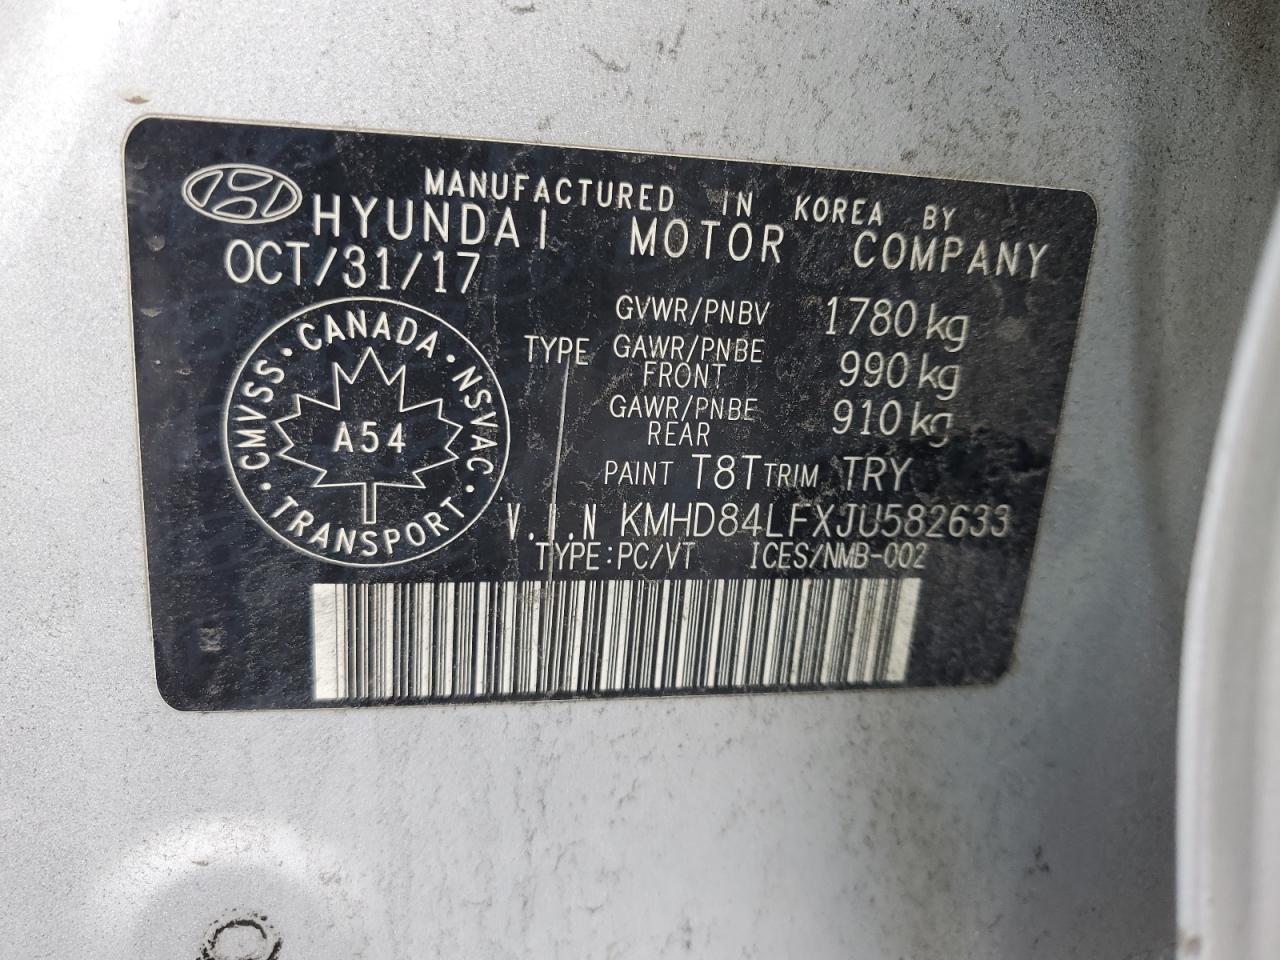 MANUFACTURED IN KOREA BY
HYUNDAI MOTOR COMPANY
OCT/31/17
GVWR/PNBV 1780 kg
TYPE GAWR/PNBE FRONT 990 kg
GAWR/PNBE REAR 910 kg
PAINT T8T TRIM TRY
V.I.N KMHD84LFXJU582633
TYPE:PC/VT ICES/NMB-002
CANADA
CMVSS · NSVAC
A54
TRANSPORT